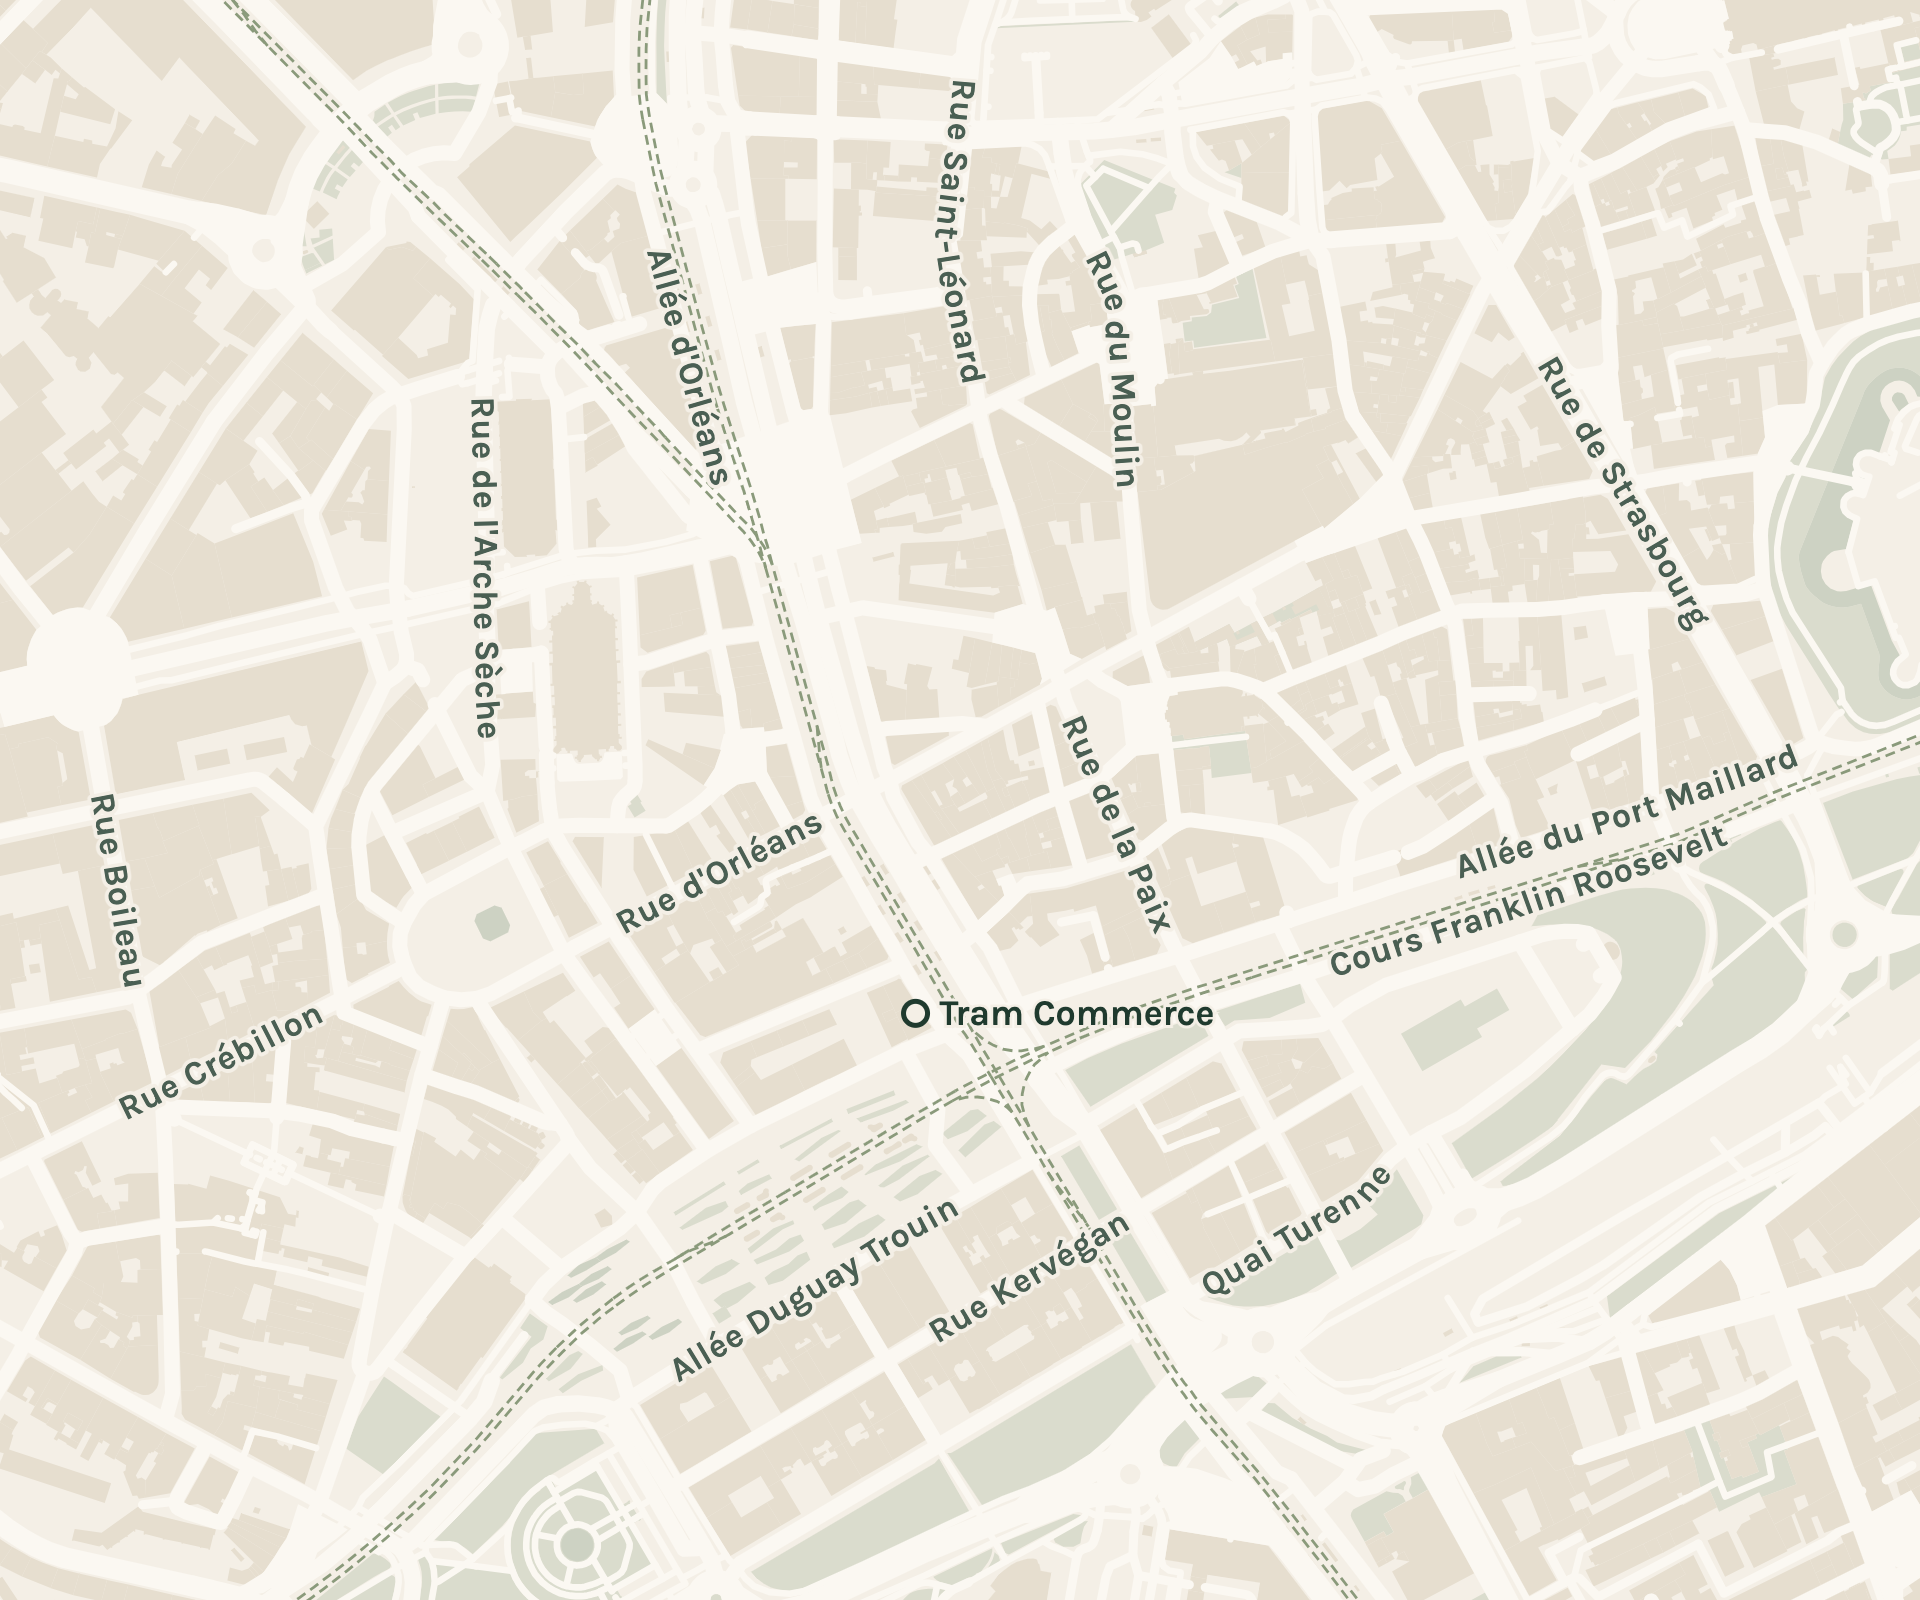 Rue Saint-Léonard
Allée d'Orléans
Rue du Moulin
Rue de Strasbourg
Rue de l'Arche Sèche
Rue de la Paix
Allée du Port Maillard
Rue Boileau
Rue d'Orléans
Cours Franklin Roosevelt
Tram Commerce
Rue Crébillon
Quai Turenne
Allée Duguay Trouin
Rue Kervégan